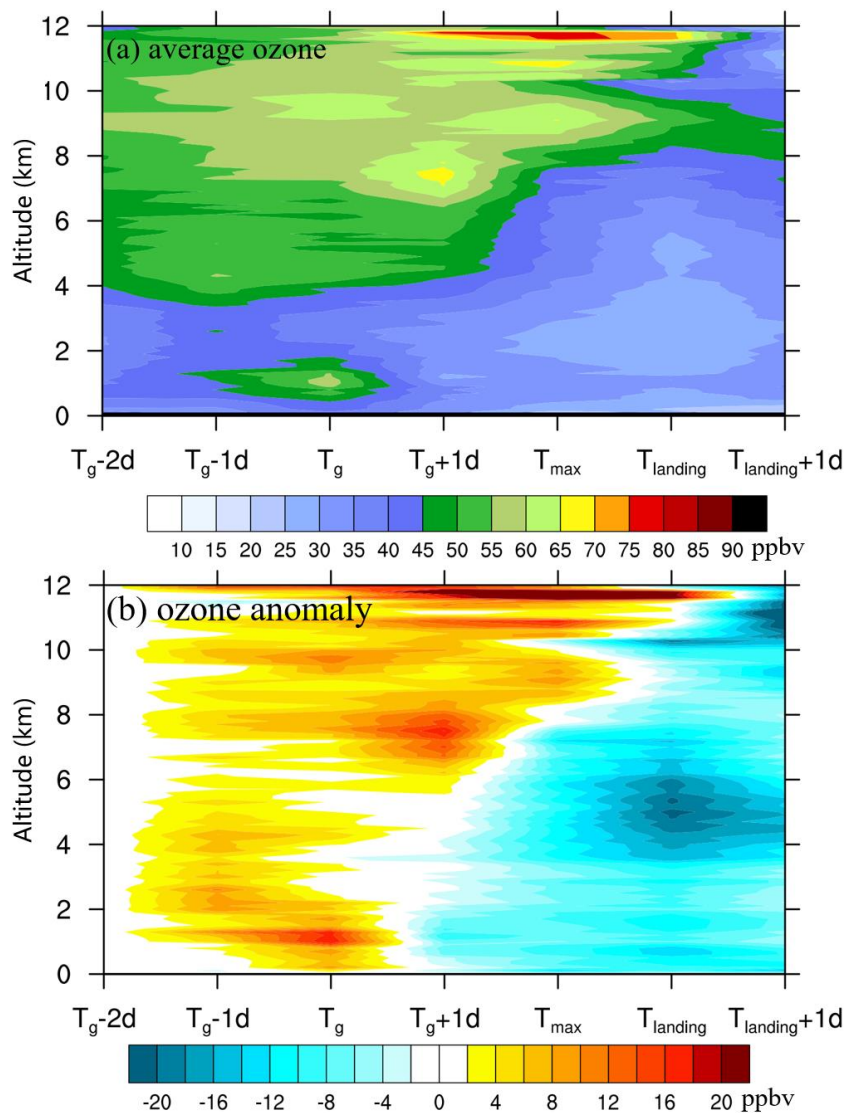 (a) average ozone
Altitude (km)
12
10
8
6
4
2
0
Tg-2d Tg-1d Tg Tg+1d Tmax Tlanding Tlanding+1d
10 15 20 25 30 35 40 45 50 55 60 65 70 75 80 85 90 ppbv
(b) ozone anomaly
Altitude (km)
12
10
8
6
4
2
0
Tg-2d Tg-1d Tg Tg+1d Tmax Tlanding Tlanding+1d
-20 -16 -12 -8 -4 0 4 8 12 16 20 ppbv